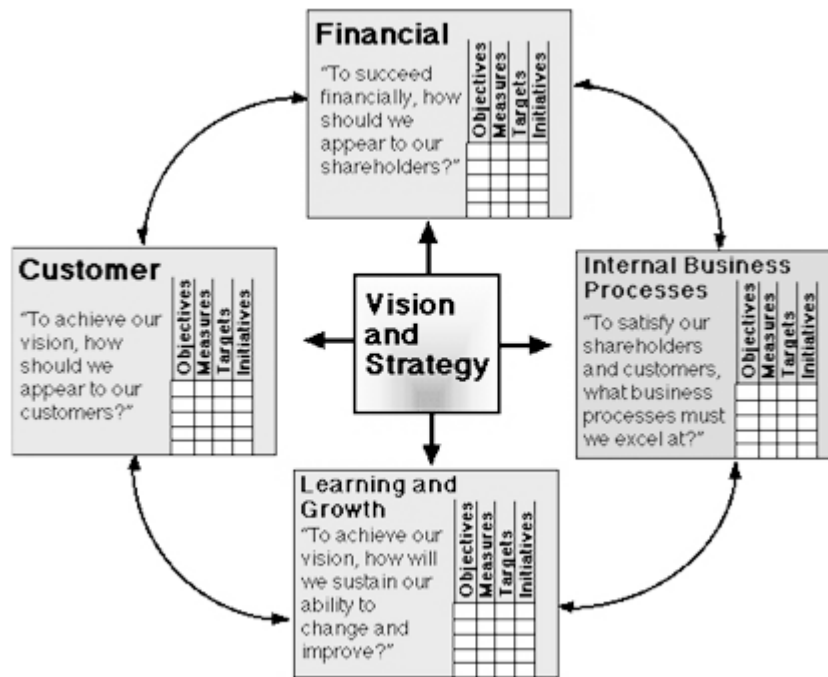 Financial
“To succeed
financially, how
should we
appear to our
shareholders?”
Objectives
Measures
Targets
Initiatives
Customer
“To achieve our
vision, how
should we
appear to our
customers?”
Objectives
Measures
Targets
Initiatives
Vision
and
Strategy
Internal Business
Processes
“To satisfy our
shareholders
and customers,
what business
processes must
we excel at?”
Objectives
Measures
Targets
Initiatives
Learning and
Growth
“To achieve our
vision, how will
we sustain our
ability to
change and
improve?”
Objectives
Measures
Targets
Initiatives